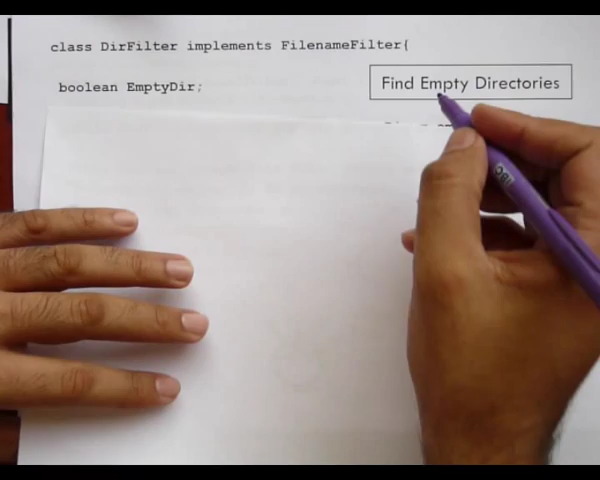 class DirFilter implements FilenameFilter{
Find Empty Directories
boolean EmptyDir;